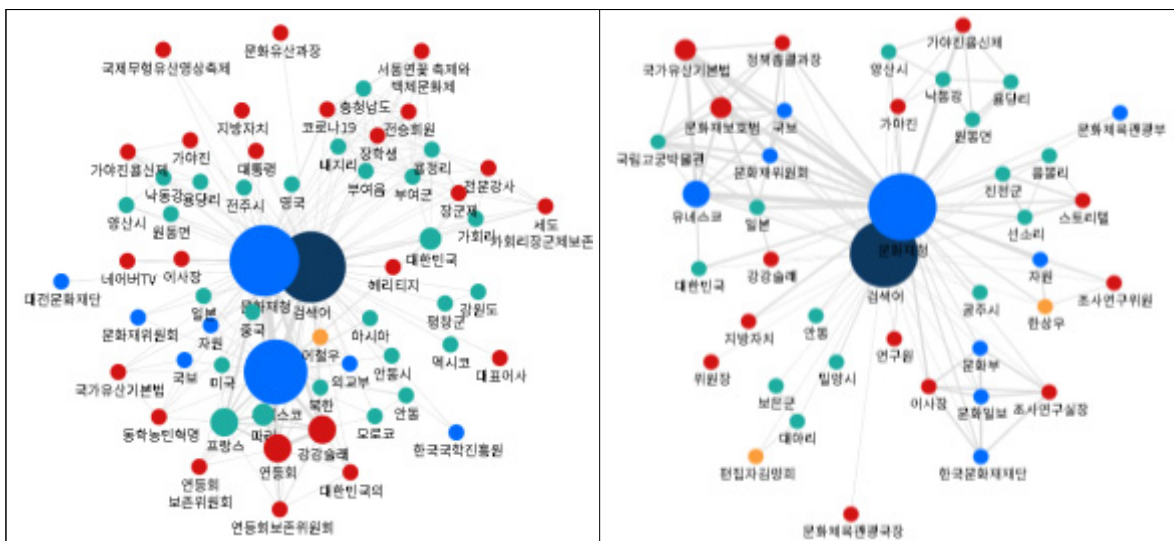 문화유산과장
국제무형유산영상축제
서동연꽃 축제와
백제문화제
충청남도
지방자치
코로나19
전승회원
가야진
장학생
가야진용신제
대통령
내지리
용정리
낙동강
용당리
전주시
영국
부여읍
부여군
전문강사
양산시
원동면
장군제
가회리
세도
가회리장군제보존
대한민국
네이버TV
이사장
헤리티지
대전문화재단
문화재청
검색어
일본
중국
강원도
평창군
문화재위원회
자원
이철우
아시아
멕시코
국보
미국
외교부
안동시
대표이사
국가유산기본법
북한
안동
동학농민혁명
프랑스
파리
강강술래
모로코
한국국학진흥원
연등회
연등회
보존위원회
대한민국의
연등회보존위원회
가야진용신제
국가유산기본법
정책총괄과장
양산시
낙동강
용당리
문화재보호법
국보
가야진
원동면
문화체육관광부
국립고궁박물관
문화재위원회
율물리
진천군
유네스코
일본
스토리텔
선소리
문화재청
대한민국
강강술래
검색어
자원
조사연구위원
공주시
한상우
지방자치
안동
연구원
위원장
밀양시
문화부
보은군
이사장
문화일보
조사연구실장
대야리
편집자김망희
한국문화재재단
문화체육관광국장